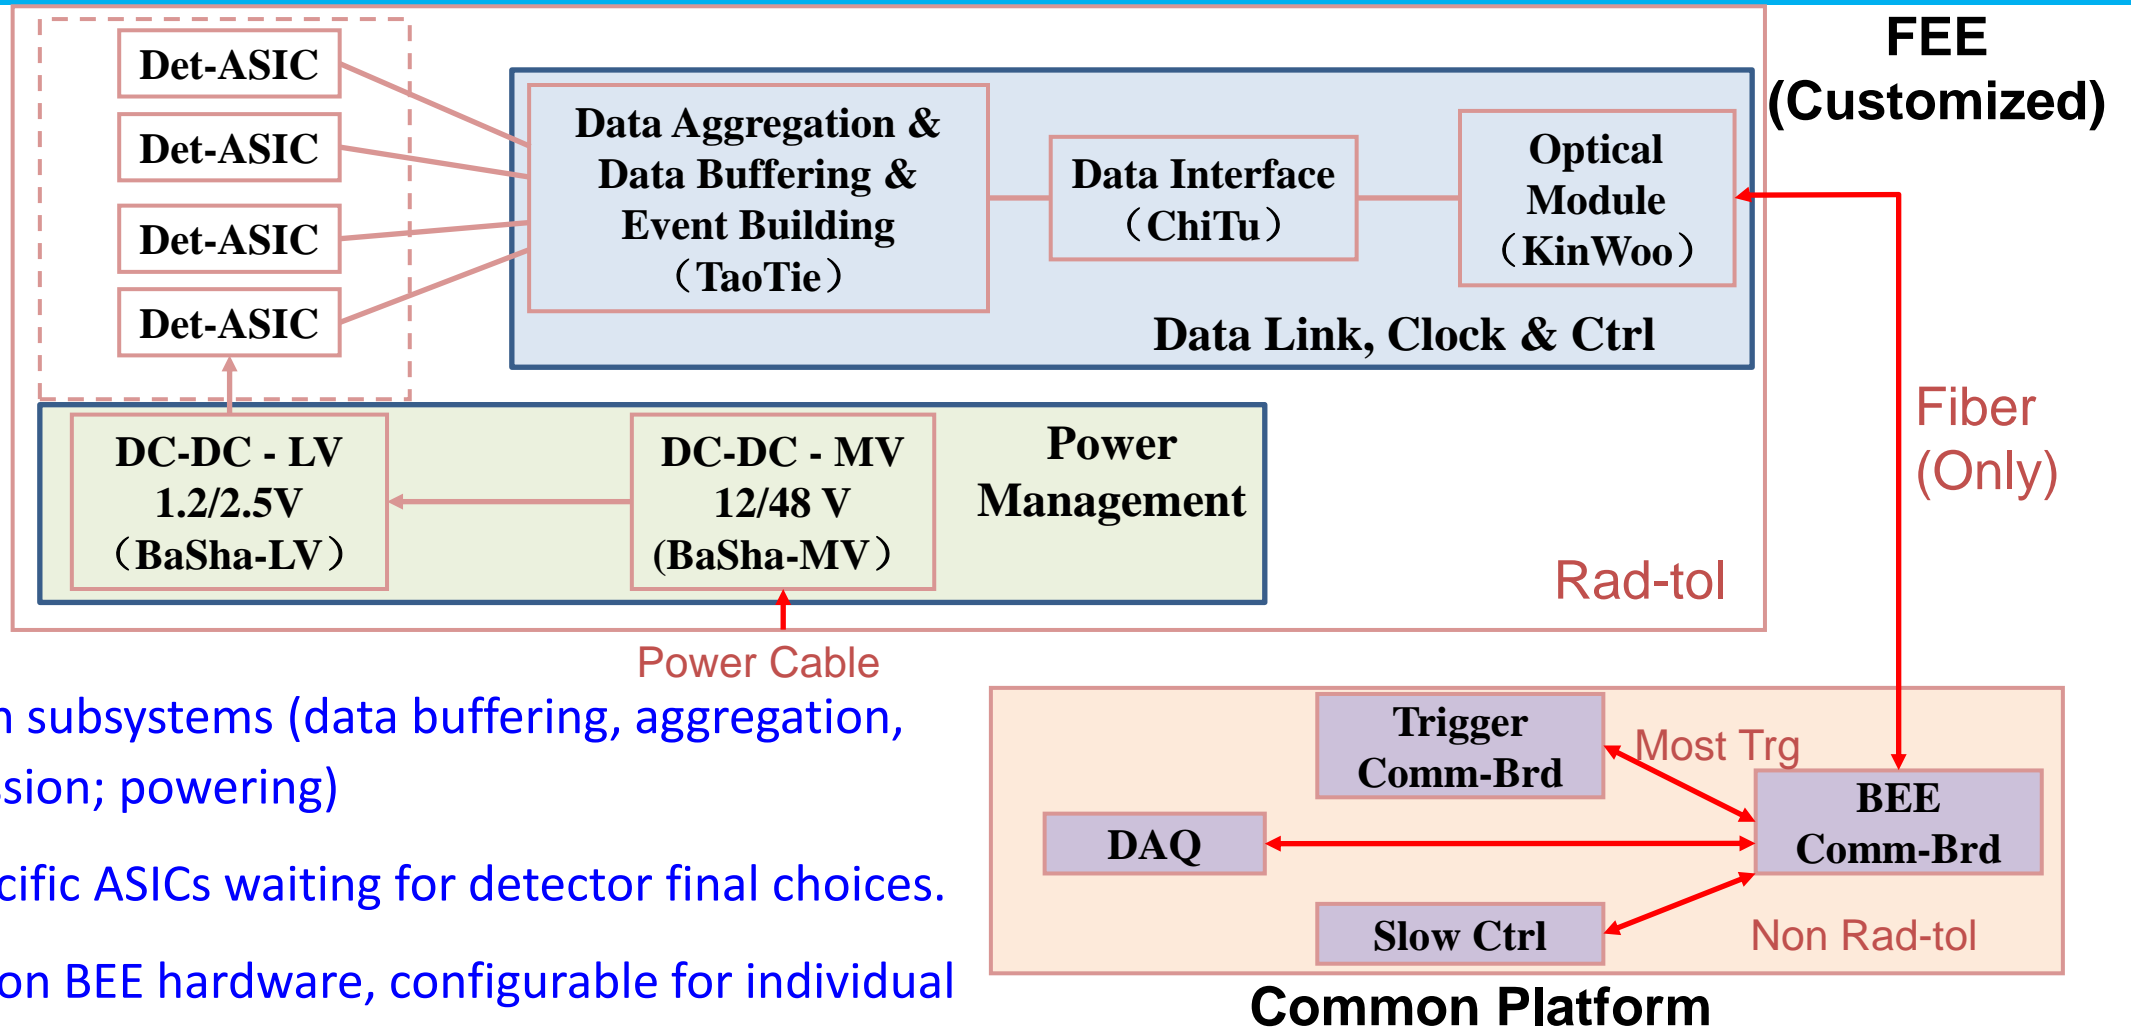 FEE
(Customized)
Det-ASIC
Det-ASIC
Det-ASIC
Det-ASIC
Data Aggregation &
Data Buffering &
Event Building
（TaoTie）
Data Interface
（ChiTu）
Optical
Module
（KinWoo）
Data Link, Clock & Ctrl
DC-DC - LV
1.2/2.5V
（BaSha-LV）
DC-DC - MV
12/48 V
(BaSha-MV）
Power
Management
Rad-tol
Fiber
(Only)
Power Cable
subsystems (data buffering, aggregation,
powering)
ASICs waiting for detector final choices.
BEE hardware, configurable for individual
Trigger
Comm-Brd
Most Trg
BEE
Comm-Brd
DAQ
Slow Ctrl
Non Rad-tol
Common Platform